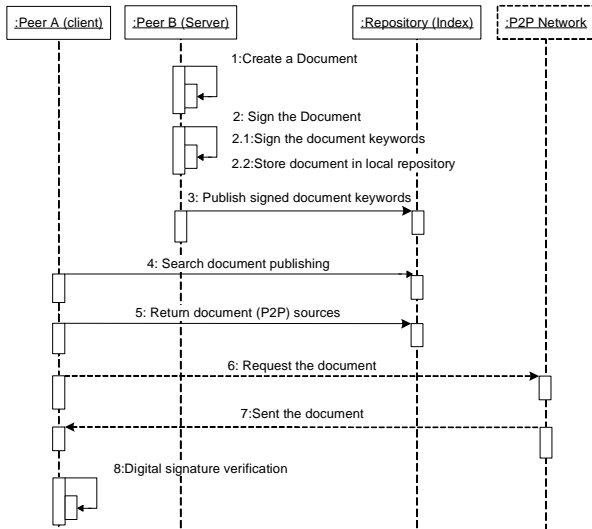 :Peer A (client)
:Peer B (Server)
:Repository (Index)
:P2P Network
1:Create a Document
2: Sign the Document
2.1:Sign the document keywords
2.2:Store document in local repository
3: Publish signed document keywords
4: Search document publishing
5: Return document (P2P) sources
6: Request the document
7:Sent the document
8:Digital signature verification